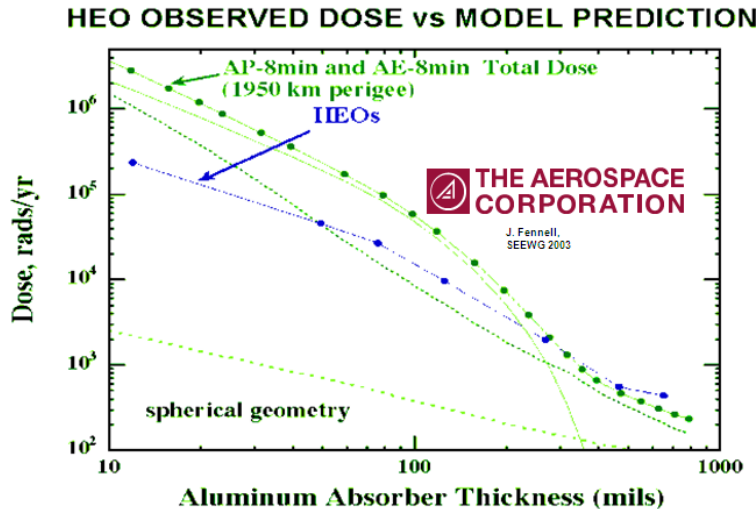 HEO OBSERVED DOSE vs MODEL PREDICTION
AP-8min and AE-8min Total Dose
(1950 km perigee)
HEOs
THE AEROSPACE
CORPORATION
J. Fennell,
SEEWG 2003
Dose, rads/yr
10^6
10^5
10^4
10^3
10^2
spherical geometry
10
100
1000
Aluminum Absorber Thickness (mils)